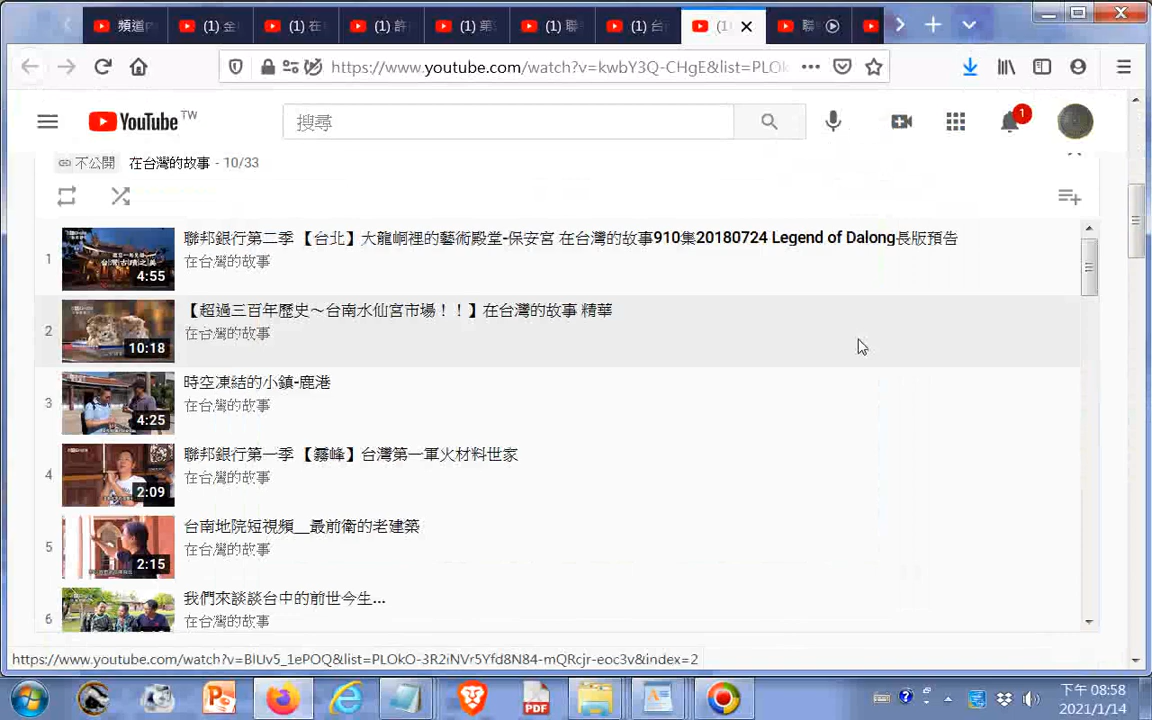 頻道
(1) 金
(1) 在
(1) 許
(1) 第
(1) 聯
(1) 台
(1)
聯
https://www.youtube.com/watch?v=kwbY3Q-CHgE&list=PLOk
YouTube TW
搜尋
1
不公開 在台灣的故事 - 10/33
1
4:55
聯邦銀行第二季 【台北】大龍峒裡的藝術殿堂-保安宮 在台灣的故事910集20180724 Legend of Dalong長版預告
在台灣的故事
2
10:18
【超過三百年歷史～台南水仙宮市場！！】在台灣的故事 精華
在台灣的故事
3
4:25
時空凍結的小鎮-鹿港
在台灣的故事
4
2:09
聯邦銀行第一季 【霧峰】台灣第一軍火材料世家
在台灣的故事
5
2:15
台南地院短視頻__最前衛的老建築
在台灣的故事
6
我們來談談台中的前世今生...
在台灣的故事
https://www.youtube.com/watch?v=BlUv5_1ePOQ&list=PLOkO-3R2iNVr5Yfd8N84-mQRcjr-eoc3v&index=2
PDF
下午 08:58
2021/1/14